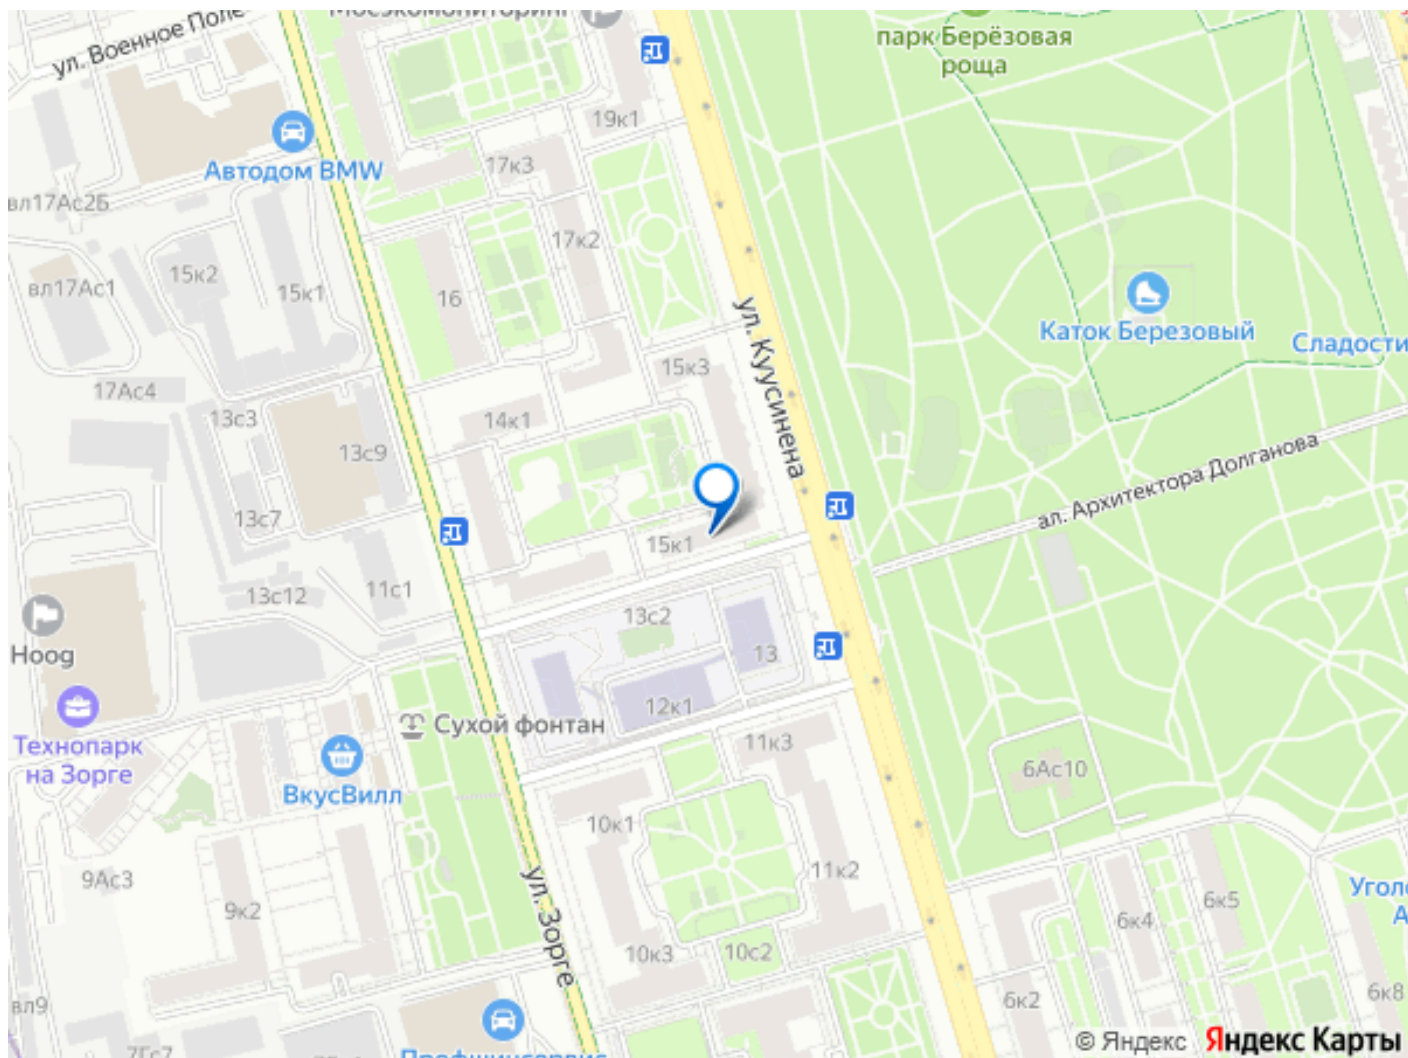 Мосэкомониторинг
ул. Военное Поле
парк Берёзовая
роща
19к1
Автодом BMW
17к3
вл17Ас2Б
17к2
15к2
вл17Ас1
15к1
16
ул. Куусинена
Каток Березовый
Сладости
15к3
17Ас4
13с3
14к1
13с9
ал. Архитектора Долганова
13с7
15к1
13с12
11с1
13с2
Hoog
13
12к1
Сухой фонтан
11к3
Технопарк
на Зорге
6Ас10
ВкусВилл
10к1
11к2
9Ас3
ул. Зорге
9к2
6к5
6к4
10к3
10с2
6к2
6к8
вл9
7Гс7
Профшинсервис
© Яндекс Яндекс Карты